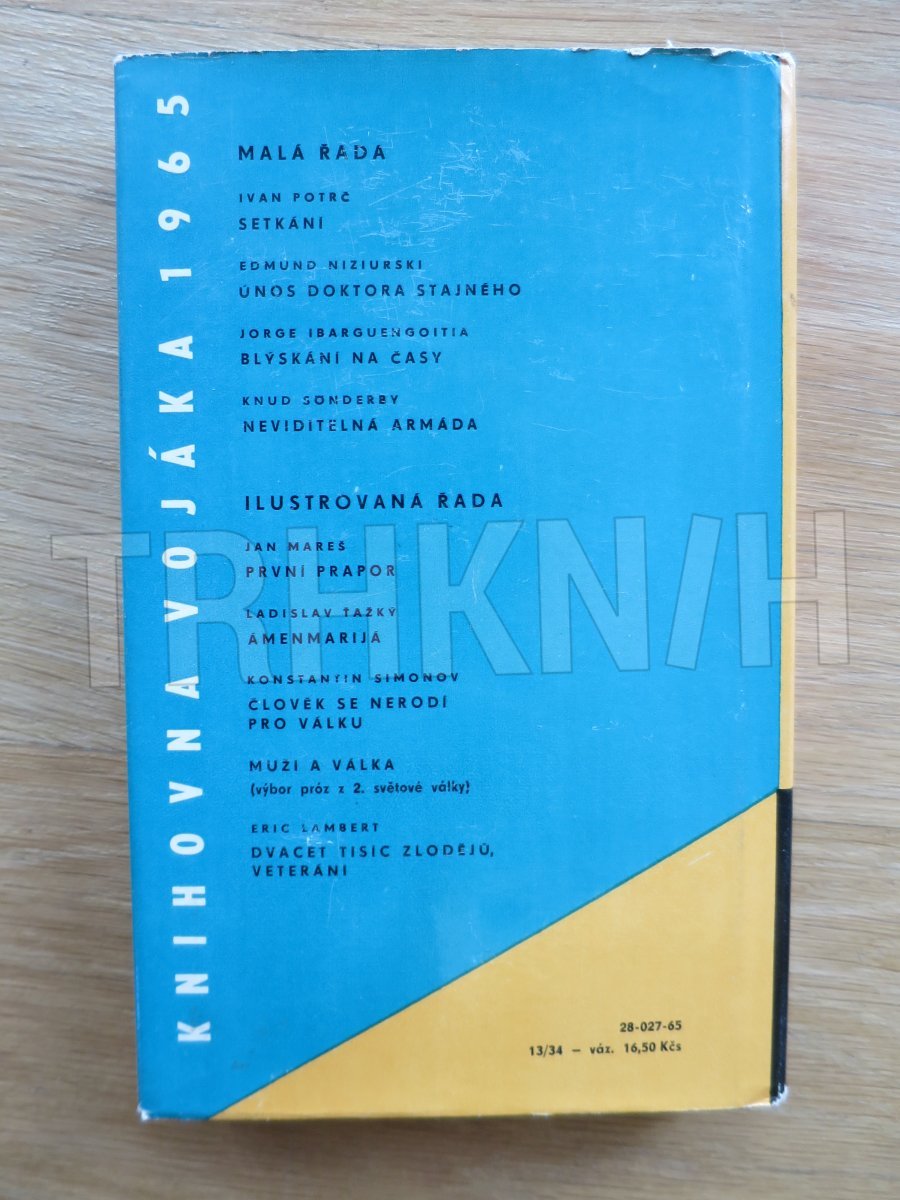 KNIHOVNA VOJÁKA 1965
MALÁ ŘADA
IVAN POTRČ
SETKÁNÍ
EDMUND NIZIURSKI
ÚNOS DOKTORA STAJNÉHO
JORGE IBARGUENGOITIA
BLÝSKÁNÍ NA ČASY
KNUD SÖNDERBY
NEVIDITELNÁ ARMÁDA
ILUSTROVANÁ ŘADA
JAN MAREŠ
PRVNÍ PRAPOR
LADISLAV ŤAŽKÝ
ÁMENMARIJÁ
KONSTANTIN SIMONOV
ČLOVĚK SE NERODÍ
PRO VÁLKU
MUŽI A VÁLKA
(výbor próz z 2. světové války)
ERIC LAMBERT
DVACET TISÍC ZLODĚJŮ,
VETERÁNI
28-027-65
13/34 – váz. 16,50 Kčs
TRHKNIH